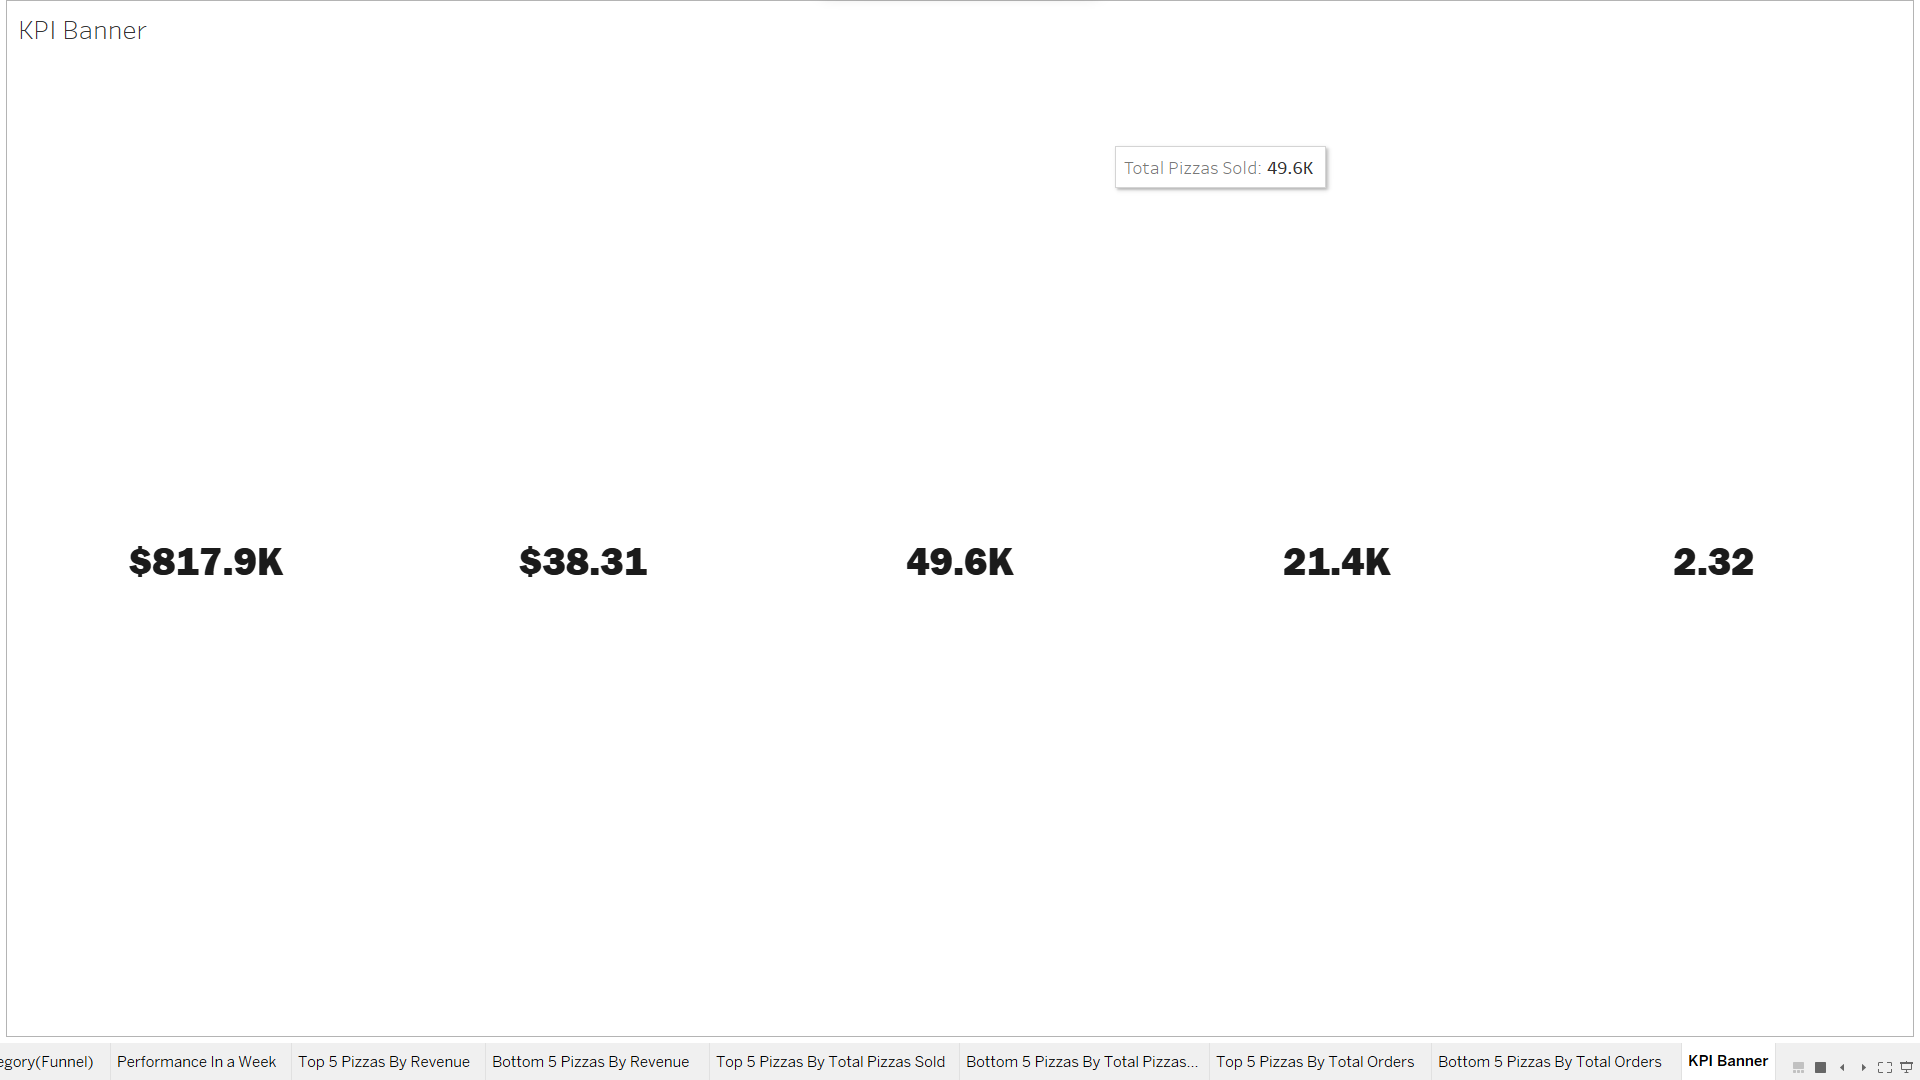 KPI Banner
Total Pizzas Sold: 49.6K
$817.9K $38.31 49.6K 21.4K 2.32
egory(Funnel) Performance In a Week Top 5 Pizzas By Revenue Bottom 5 Pizzas By Revenue Top 5 Pizzas By Total Pizzas Sold Bottom 5 Pizzas By Total Pizzas... Top 5 Pizzas By Total Orders Bottom 5 Pizzas By Total Orders KPI Banner